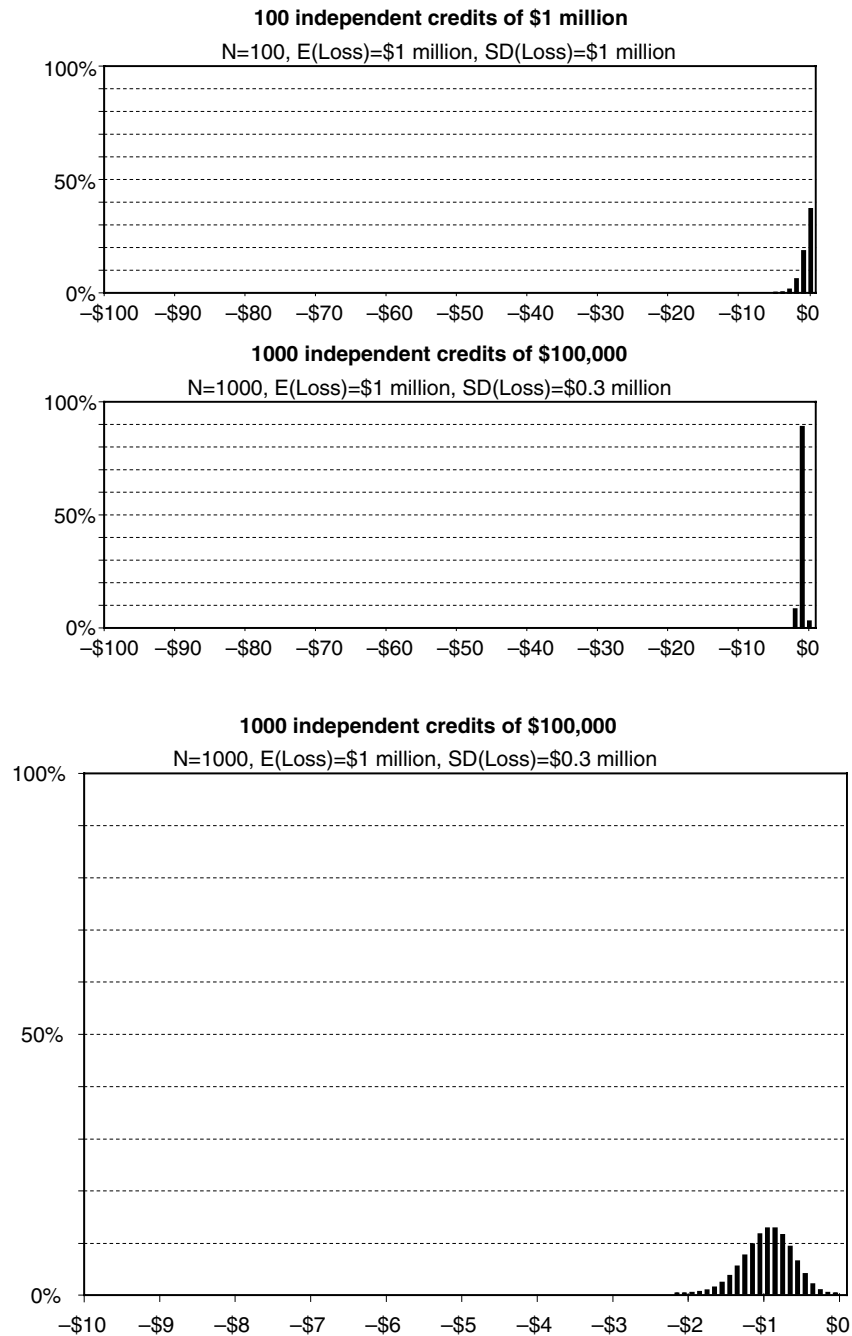 100 independent credits of $1 million
N=100, E(Loss)=$1 million, SD(Loss)=$1 million
100%
50%
0%
–$100 –$90 –$80 –$70 –$60 –$50 –$40 –$30 –$20 –$10 $0
1000 independent credits of $100,000
N=1000, E(Loss)=$1 million, SD(Loss)=$0.3 million
100%
50%
0%
–$100 –$90 –$80 –$70 –$60 –$50 –$40 –$30 –$20 –$10 $0
1000 independent credits of $100,000
N=1000, E(Loss)=$1 million, SD(Loss)=$0.3 million
100%
50%
0%
–$10 –$9 –$8 –$7 –$6 –$5 –$4 –$3 –$2 –$1 $0